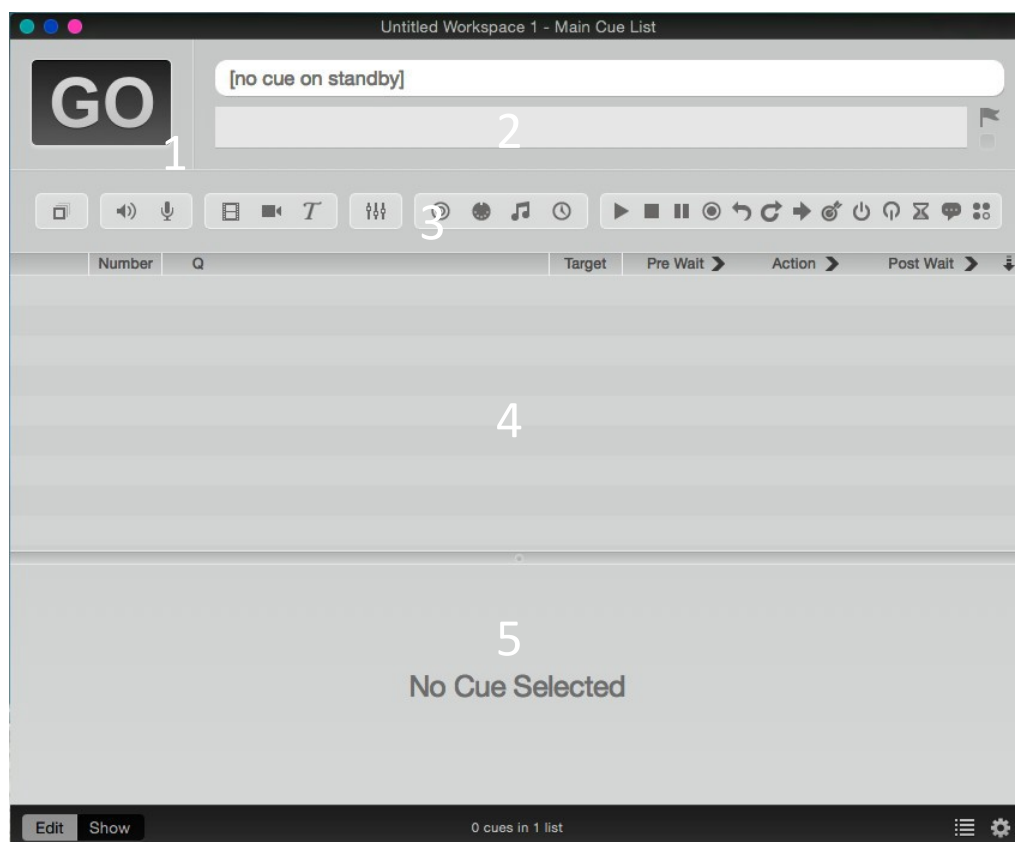 Untitled Workspace 1 - Main Cue List
GO
[no cue on standby]
1
2
T
3
Number Q Target Pre Wait Action Post Wait
4
5
No Cue Selected
Edit Show 0 cues in 1 list